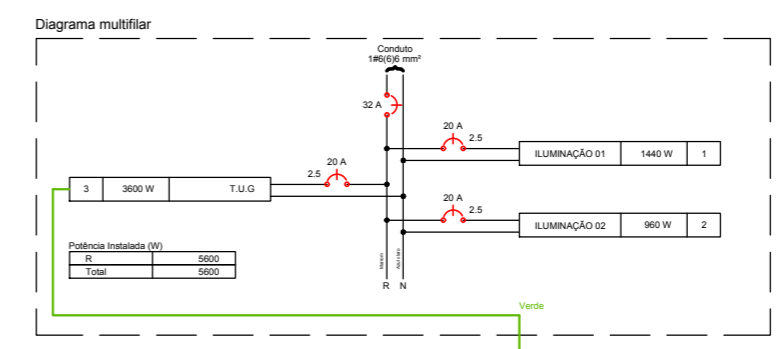 Diagrama multifilar
Conduto
1#6(6)6 mm²
32 A
20 A
2.5
ILUMINAÇÃO 01 1440 W 1
20 A
2.5
3 3600 W T.U.G
20 A
2.5
ILUMINAÇÃO 02 960 W 2
Potência Instalada (W)
R 5600
Total 5600
Marrom
R N
Verde